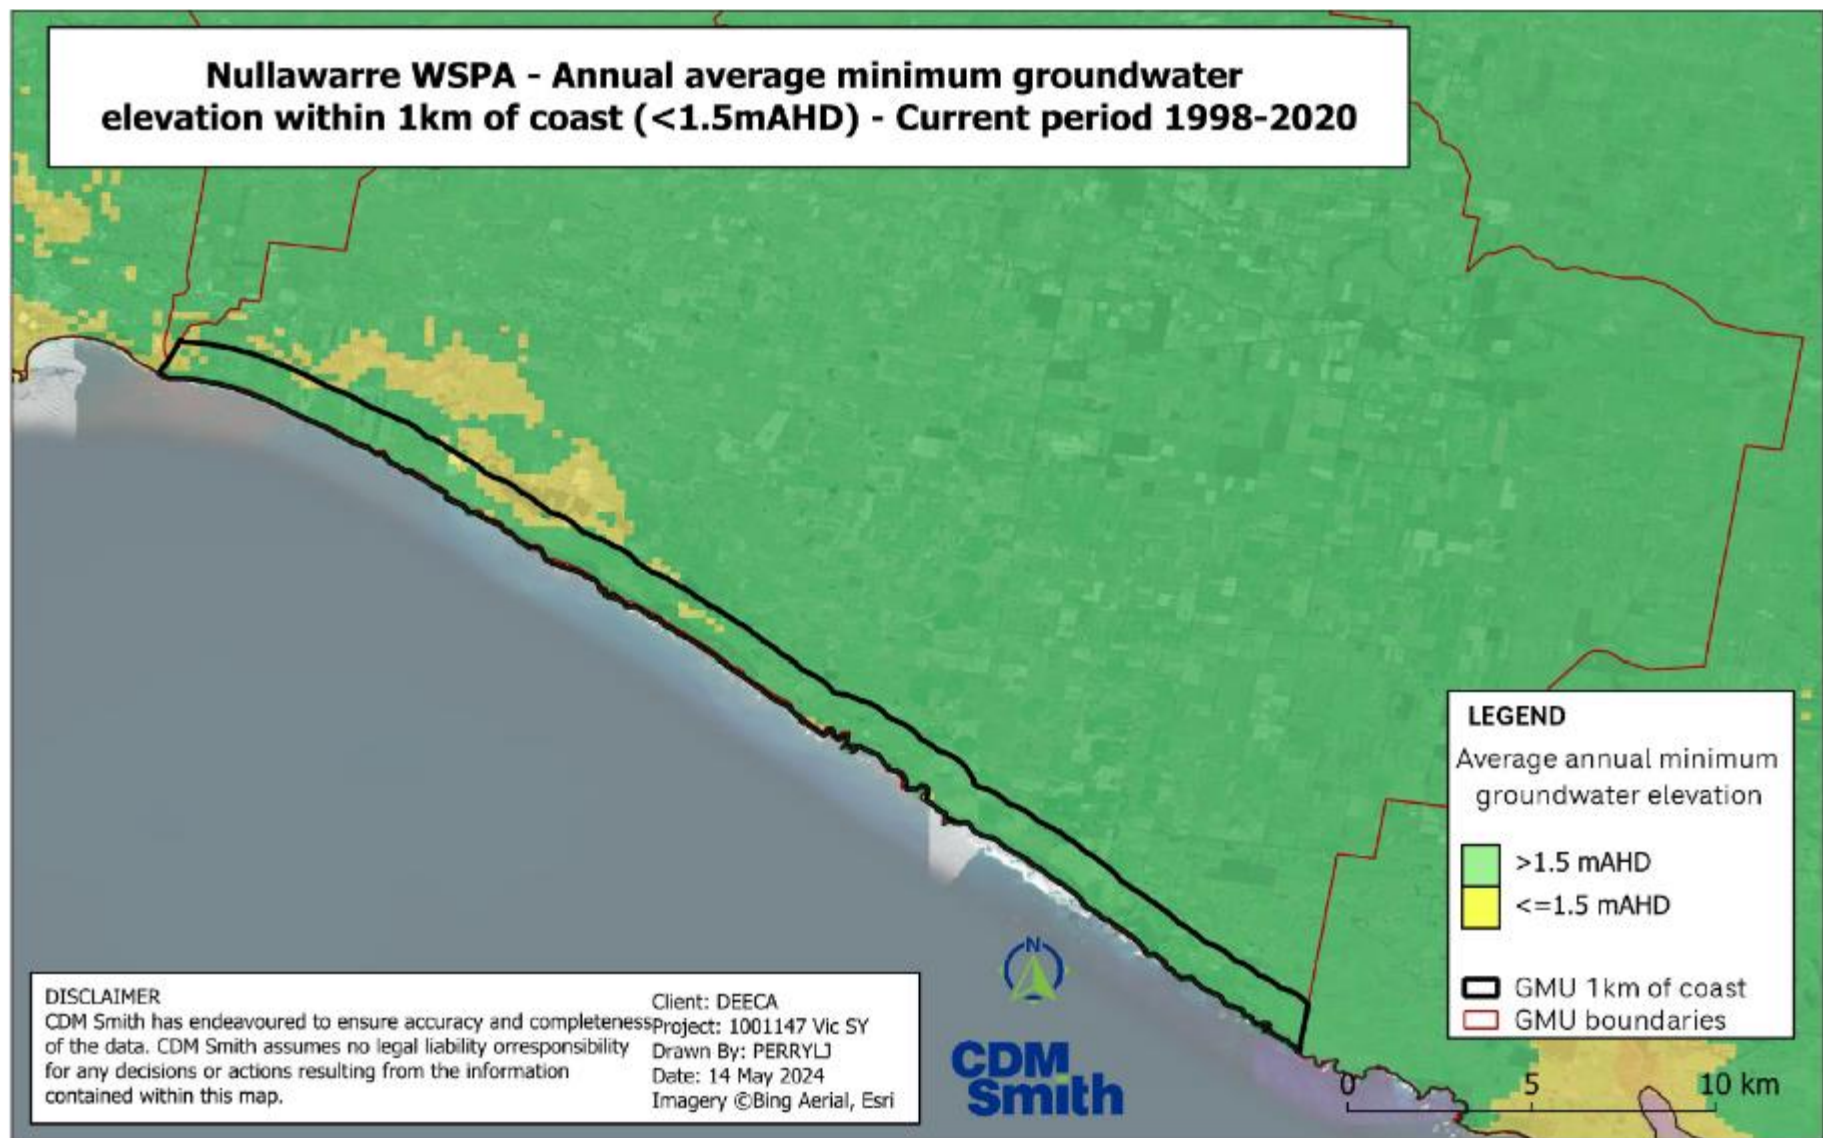 Nullawarre WSPA - Annual average minimum groundwater
elevation within 1km of coast (<1.5mAHD) - Current period 1998-2020
LEGEND
Average annual minimum
groundwater elevation
>1.5 mAHD
<=1.5 mAHD
GMU 1km of coast
GMU boundaries
DISCLAIMER
CDM Smith has endeavoured to ensure accuracy and completeness
of the data. CDM Smith assumes no legal liability orresponsibility
for any decisions or actions resulting from the information
contained within this map.
Client: DEECA
Project: 1001147 Vic SY
Drawn By: PERRYLJ
Date: 14 May 2024
Imagery ©Bing Aerial, Esri
N
CDM
Smith
0 5 10 km